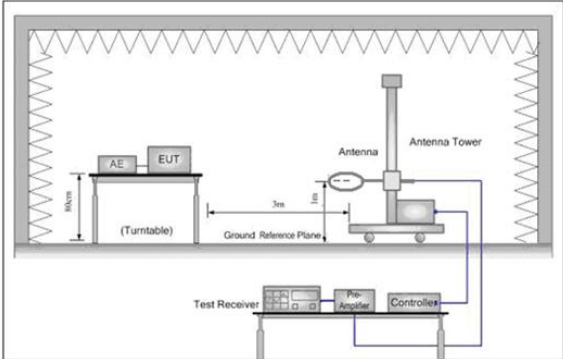 Antenna
Antenna Tower
AE
EUT
80cm
3m
1m
(Turntable)
Ground Reference Plane
Test Receiver
Pre-
Amplifier
Controller